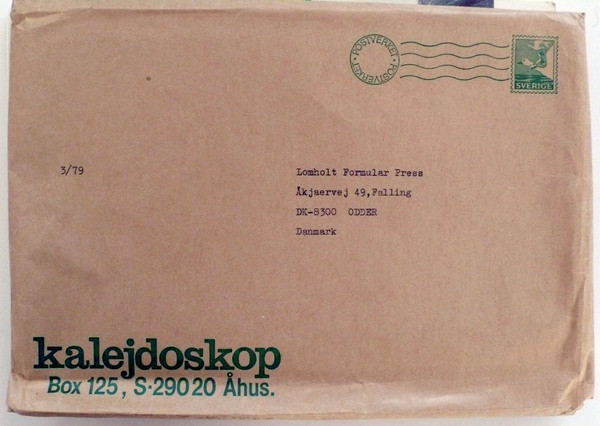 POSTVERKET · POSTVERKET ·
SVERIGE
3/79
Lomholt Formular Press
Åkjaervej 49,Falling
DK-8300 ODDER
Danmark
kalejdoskop
Box 125, S·290 20 Åhus.